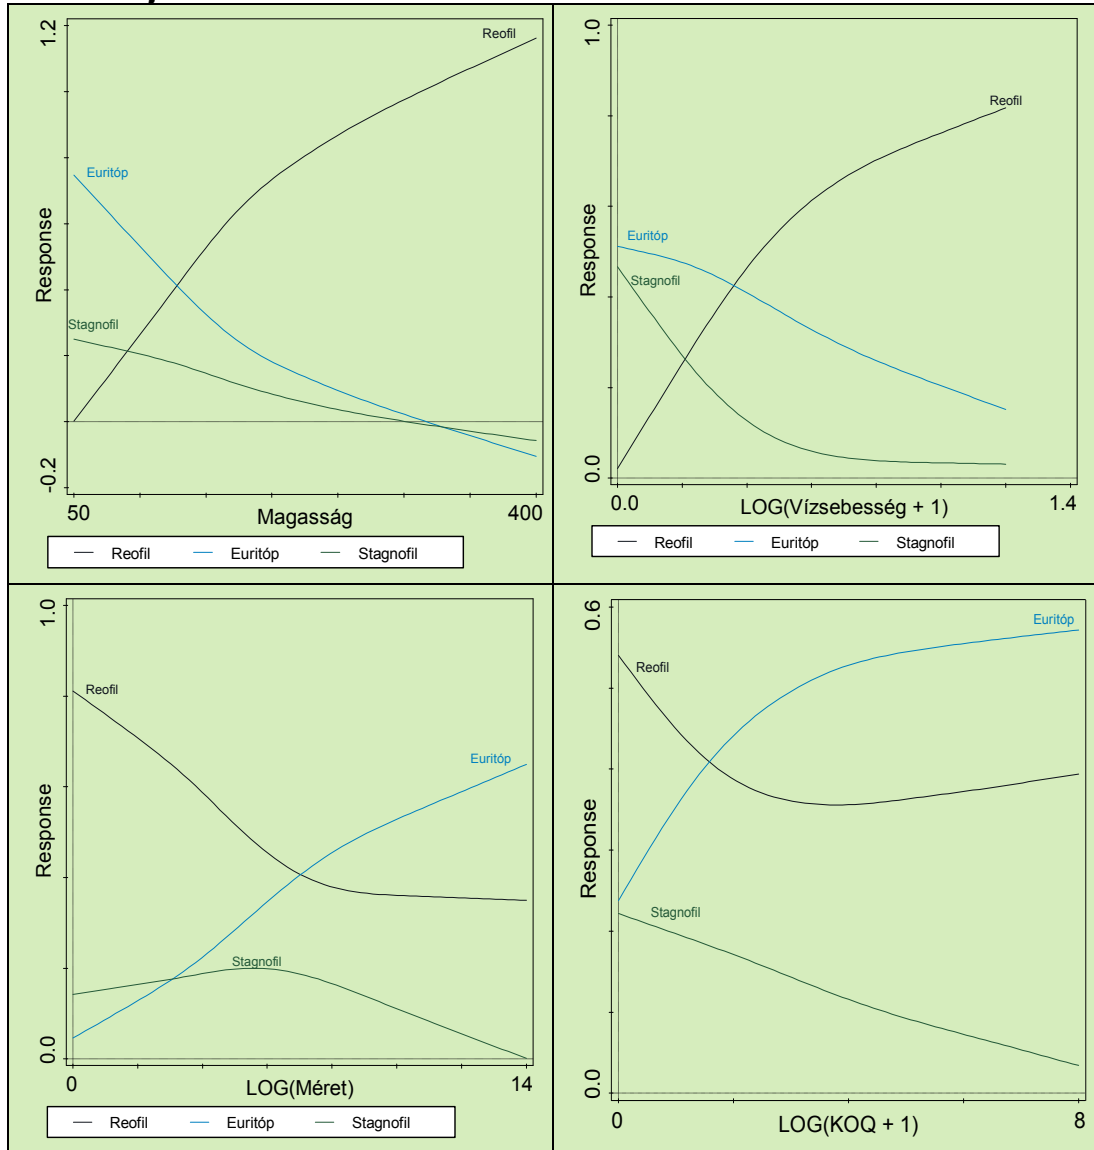 1.2
Reofil
Euritóp
Stagnofil
Response
-0.2
50
Magasság
400
Reofil Euritóp Stagnofil
1.0
Reofil
Euritóp
Stagnofil
Response
0.0
0.0
LOG(Vízsebesség + 1)
1.4
Reofil Euritóp Stagnofil
1.0
Reofil
Euritóp
Stagnofil
Response
0.0
0
LOG(Méret)
14
Reofil Euritóp Stagnofil
0.6
Euritóp
Reofil
Stagnofil
Response
0.0
0
LOG(KOQ + 1)
8